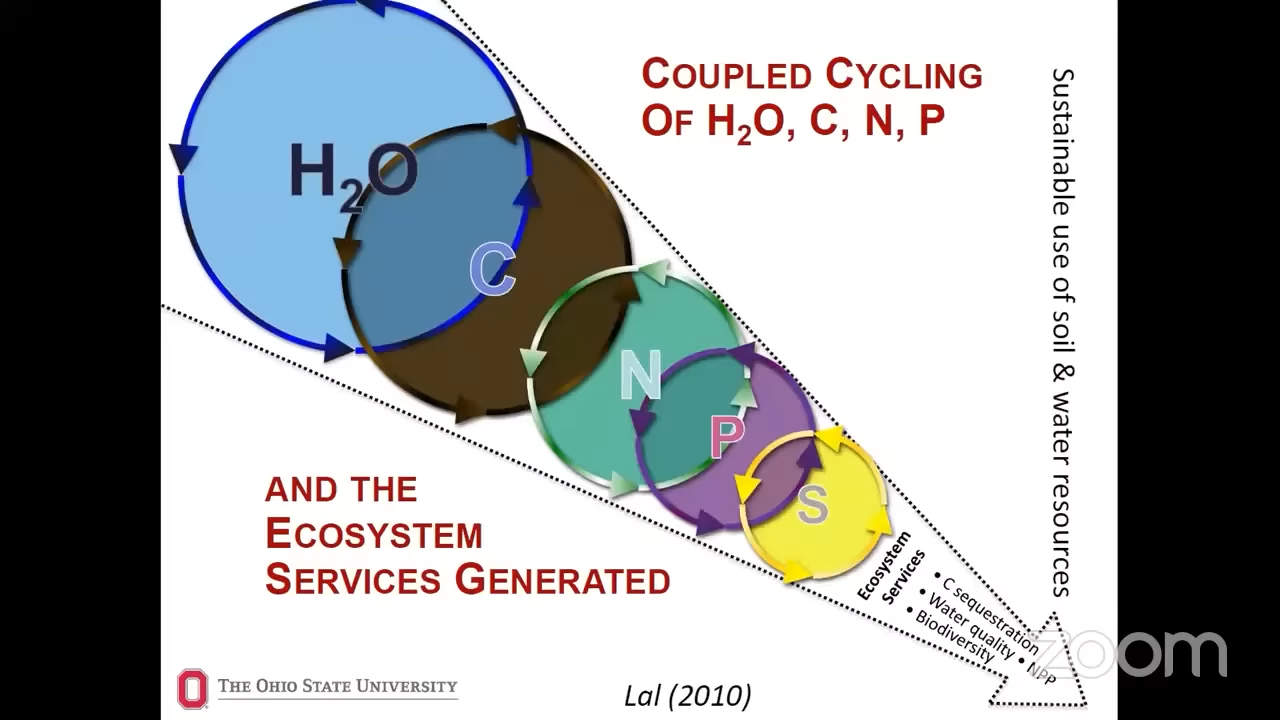 COUPLED CYCLING
OF H₂O, C, N, P
H₂O
C
N
P
S
AND THE
ECOSYSTEM
SERVICES GENERATED
Sustainable use of soil & water resources
Ecosystem
Services
• C sequestration
• Water quality • NPP
• Biodiversity
zoom
THE OHIO STATE UNIVERSITY
Lal (2010)